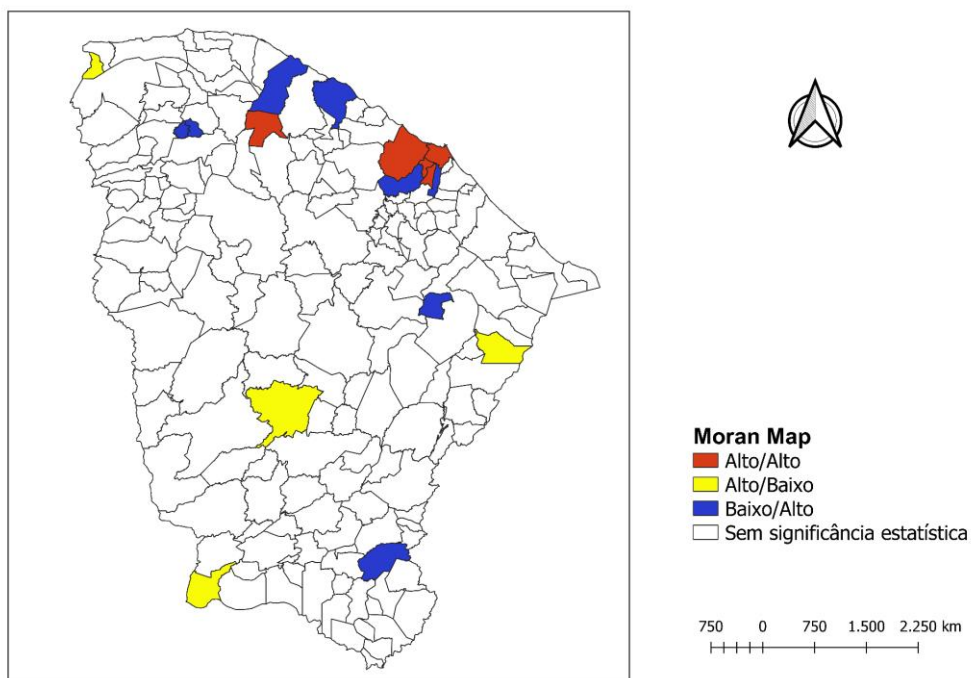 Moran Map
Alto/Alto
Alto/Baixo
Baixo/Alto
Sem significância estatística
750 0 750 1.500 2.250 km